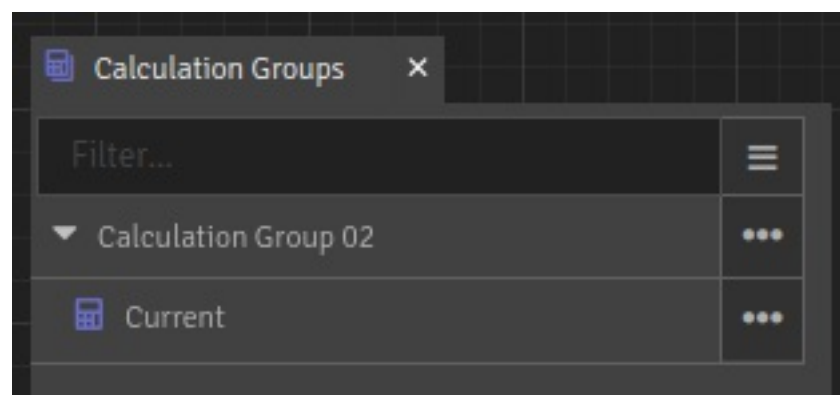 Calculation Groups
Filter...
Calculation Group 02
Current